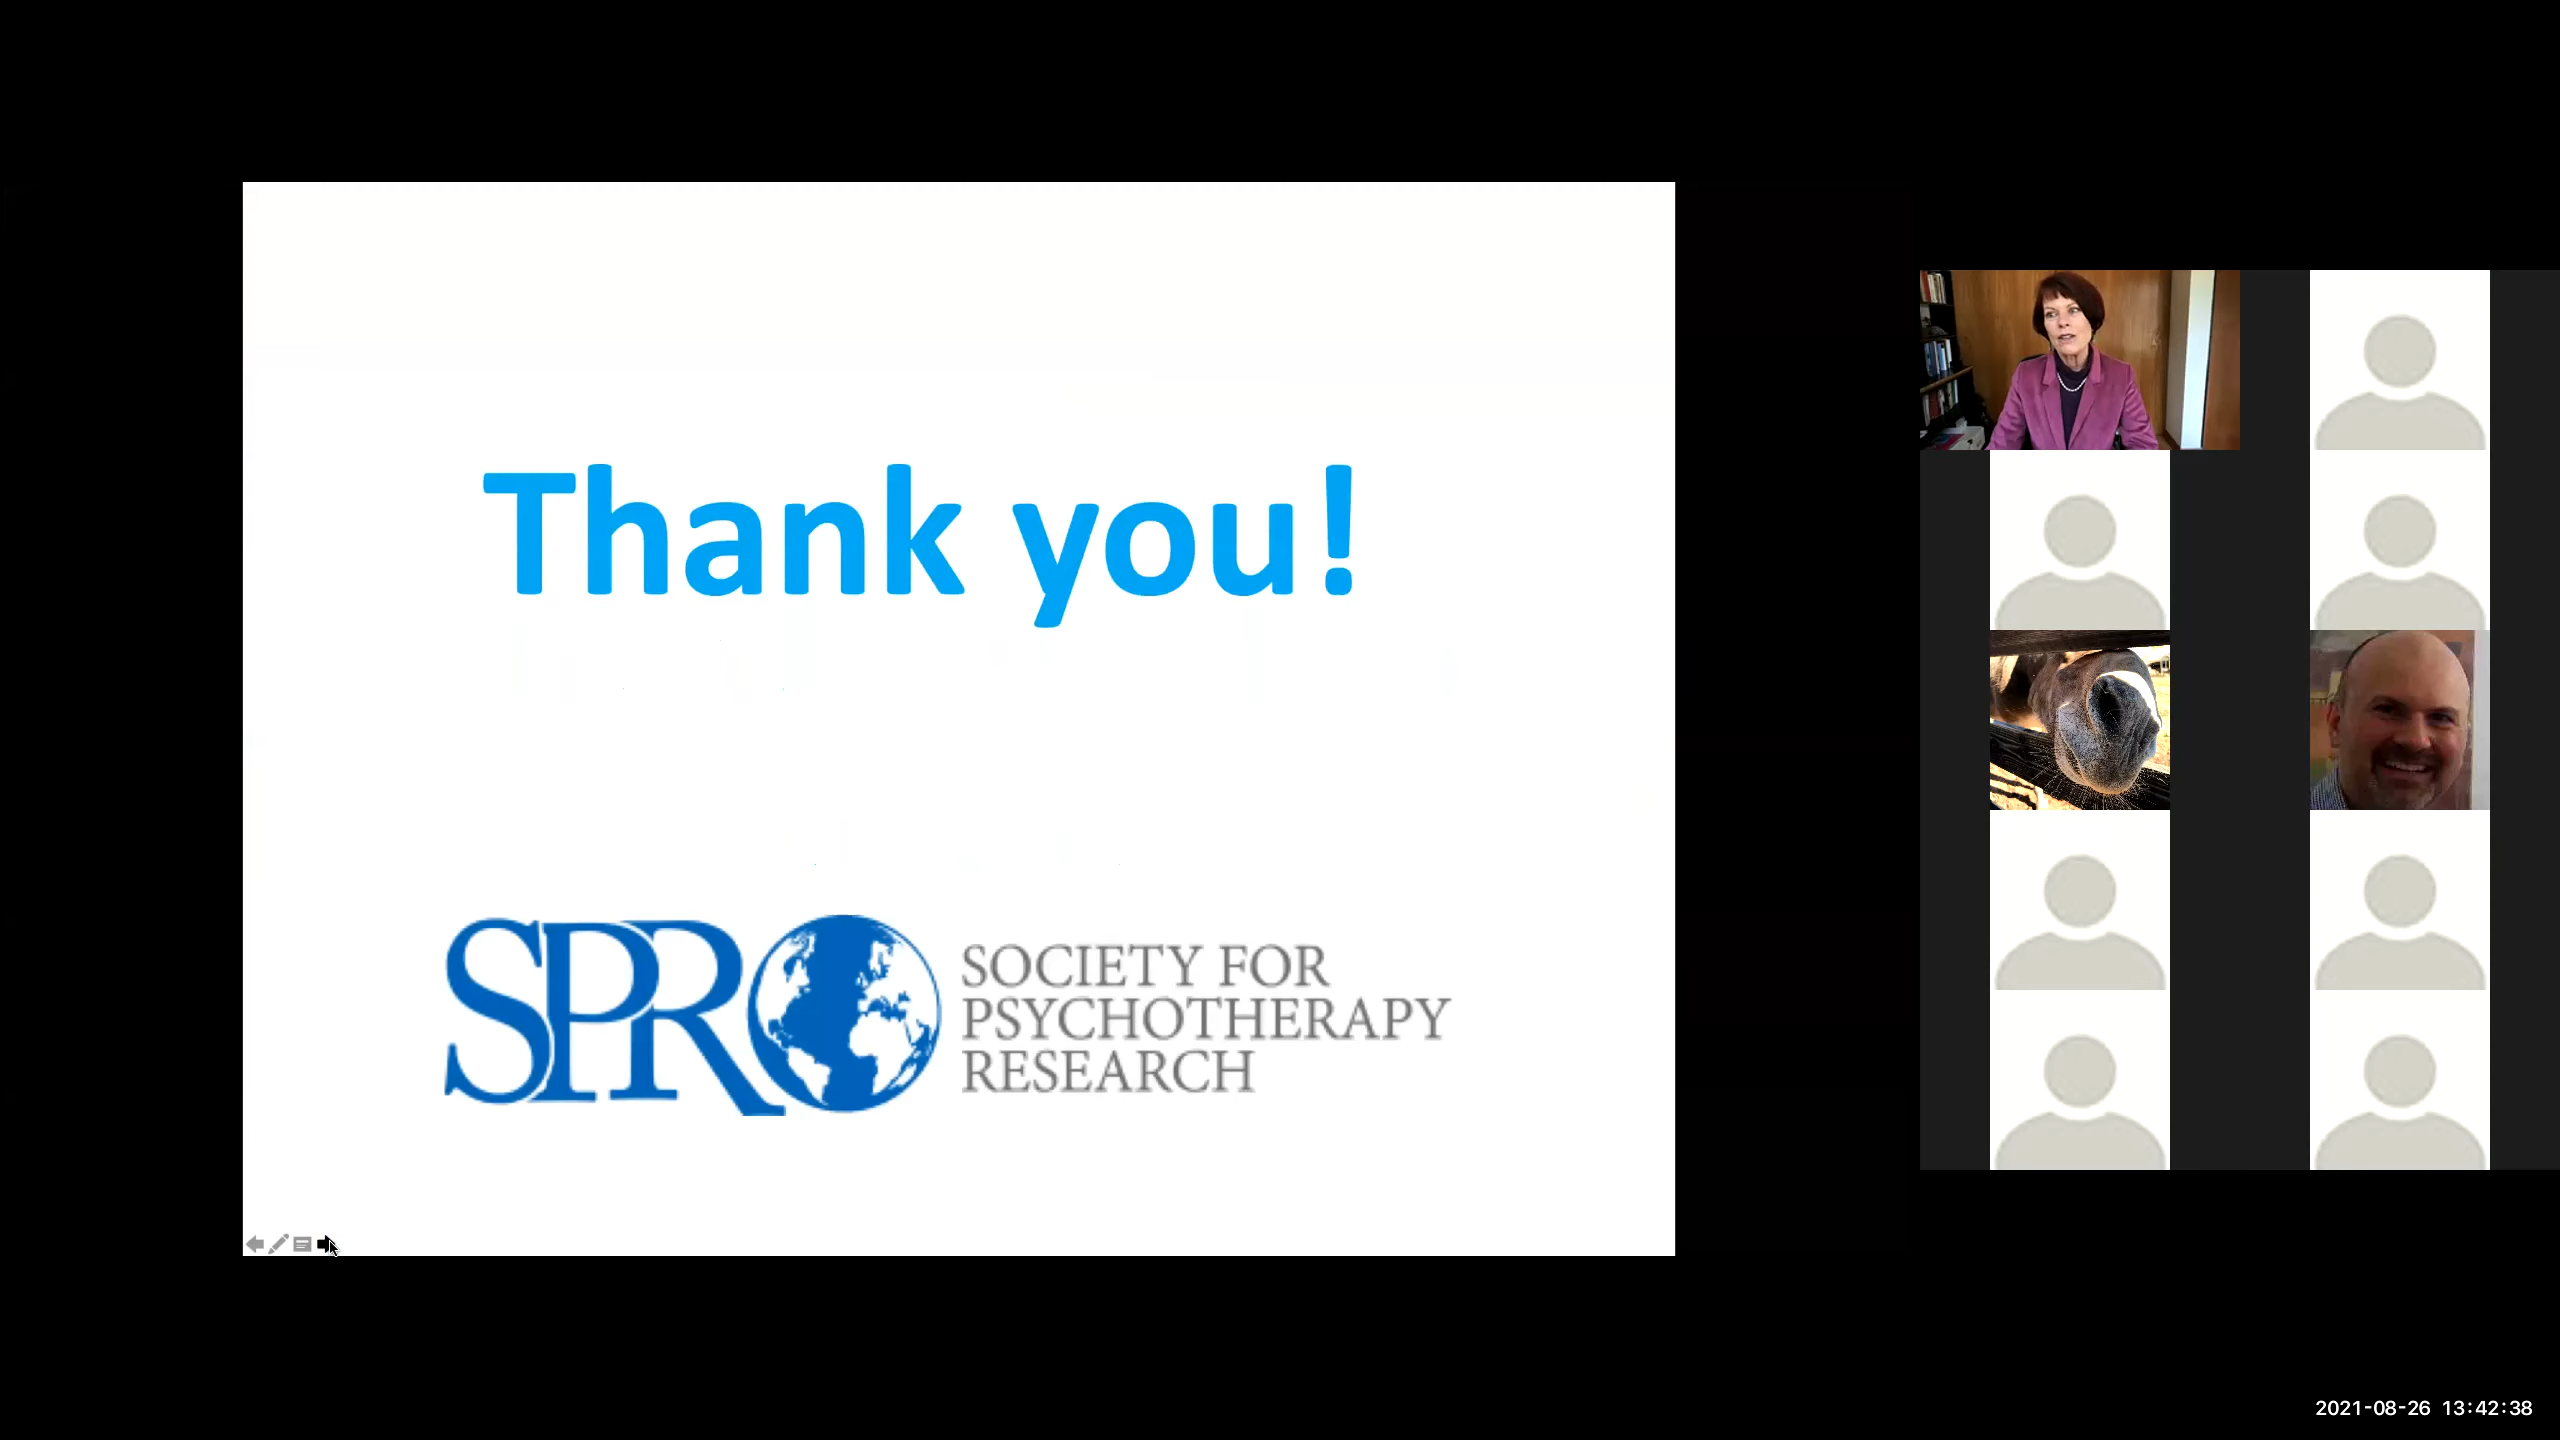 Thank you!
SPR
SOCIETY FOR
PSYCHOTHERAPY
RESEARCH
2021-08-26 13:42:38